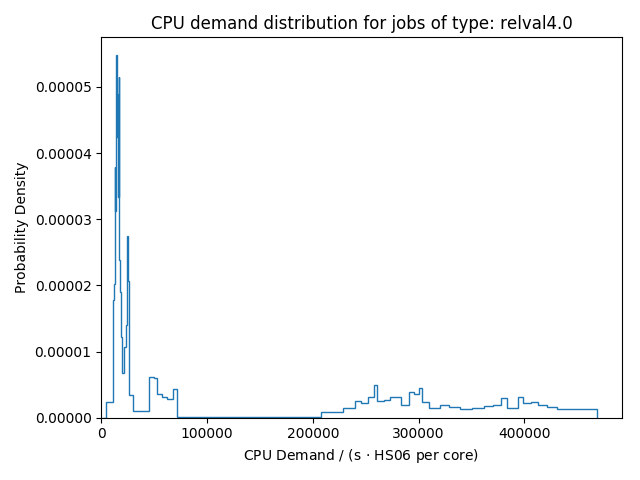 CPU demand distribution for jobs of type: relval4.0
0.00005
0.00004
0.00003
0.00002
0.00001
0.00000
Probability Density
0 100000 200000 300000 400000
CPU Demand / (s · HS06 per core)